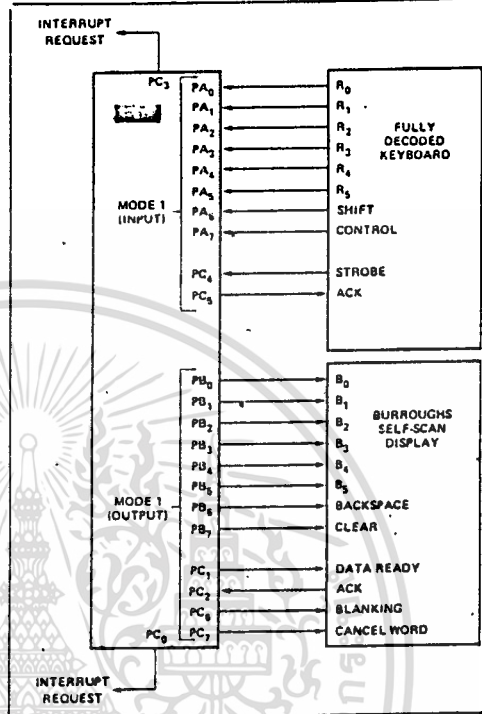 INTERRUPT
REQUEST
PC3
PA0 R0
PA1 R1
PA2 R2
PA3 R3
PA4 R4
PA5 R5
PA6 SHIFT
PA7 CONTROL
MODE 1
(INPUT)
FULLY
DECODED
KEYBOARD
PC4 STROBE
PC5 ACK
PB0 B0
PB1 B1
PB2 B2
PB3 B3
PB4 B4
PB5 B5
PB6 BACKSPACE
PB7 CLEAR
MODE 1
(OUTPUT)
BURROUGHS
SELF-SCAN
DISPLAY
PC1 DATA READY
PC2 ACK
PC6 BLANKING
PC7 CANCEL WORD
PC0
INTERRUPT
REQUEST